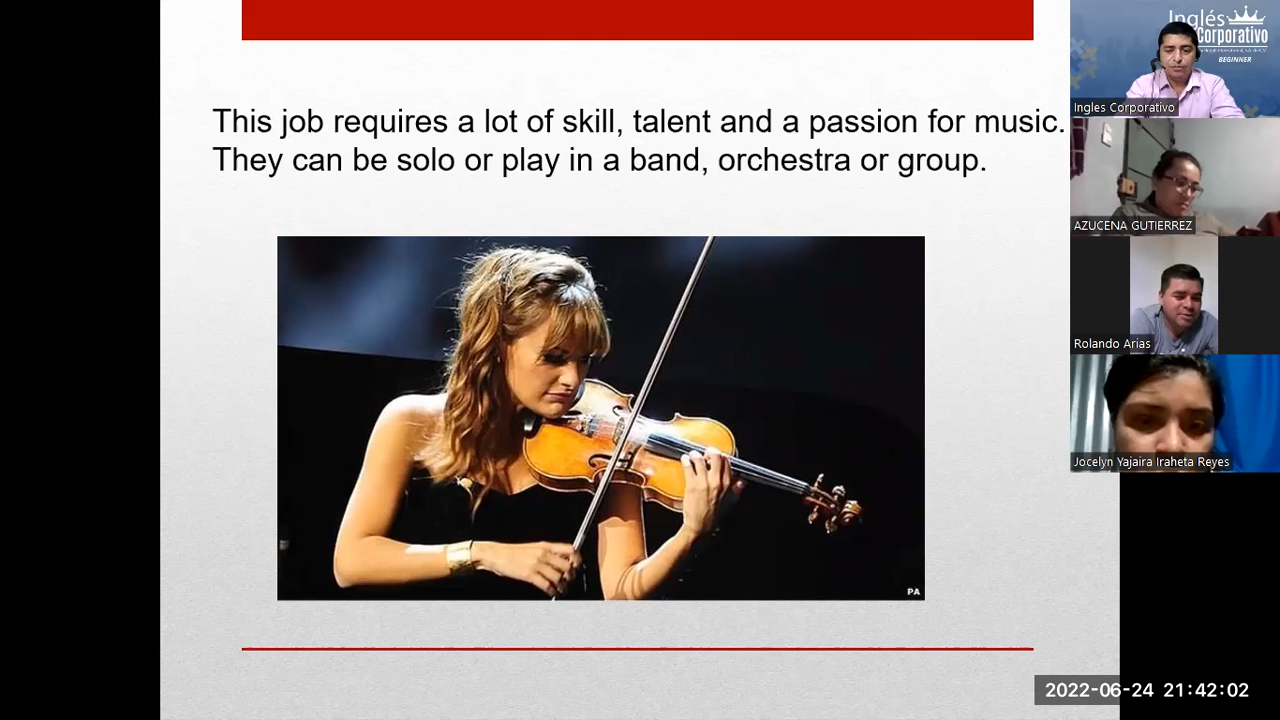 This job requires a lot of skill, talent and a passion for music.
They can be solo or play in a band, orchestra or group.
PA
Inglés
Corporativo
BEGINNER
Ingles Corporativo
AZUCENA GUTIERREZ
Rolando Arias
Jocelyn Yajaira Iraheta Reyes
2022-06-24 21:42:02